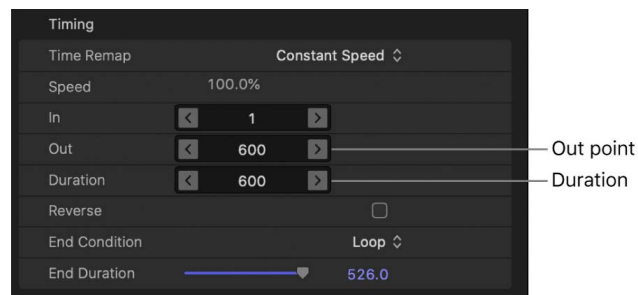 Timing
Time Remap Constant Speed
Speed 100.0%
In 1
Out 600 Out point
Duration 600 Duration
Reverse
End Condition Loop
End Duration 526.0